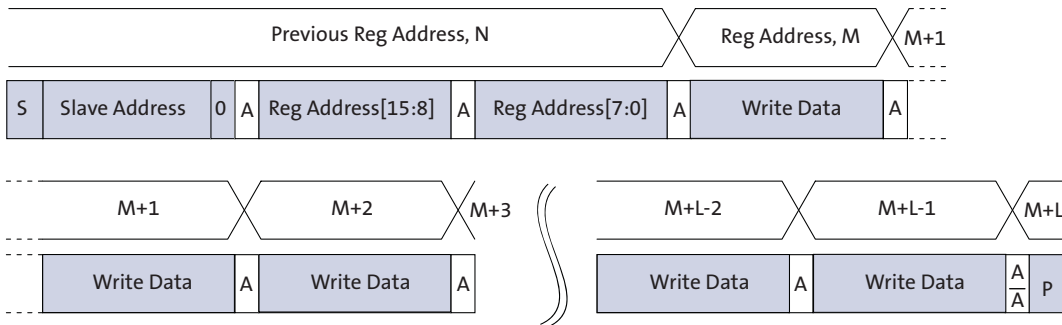 Previous Reg Address, N Reg Address, M M+1
S Slave Address 0 A Reg Address[15:8] A Reg Address[7:0] A Write Data A
M+1 M+2 M+3 M+L-2 M+L-1 M+L
Write Data A Write Data A Write Data A Write Data A/A̅ P